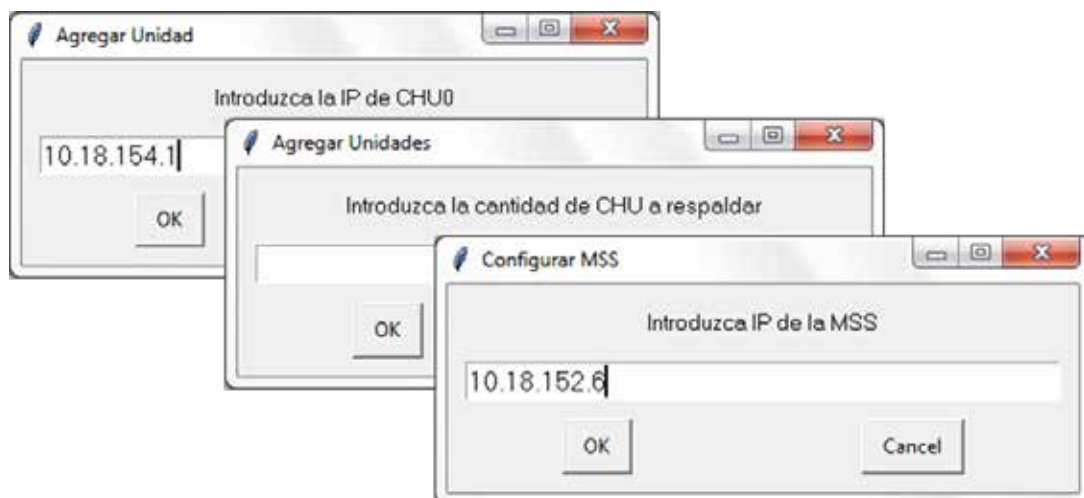 Agregar Unidad
Introduzca la IP de CHU0
10.18.154.1
OK
Agregar Unidades
Introduzca la cantidad de CHU a respaldar
OK
Configurar MSS
Introduzca IP de la MSS
10.18.152.6
OK Cancel